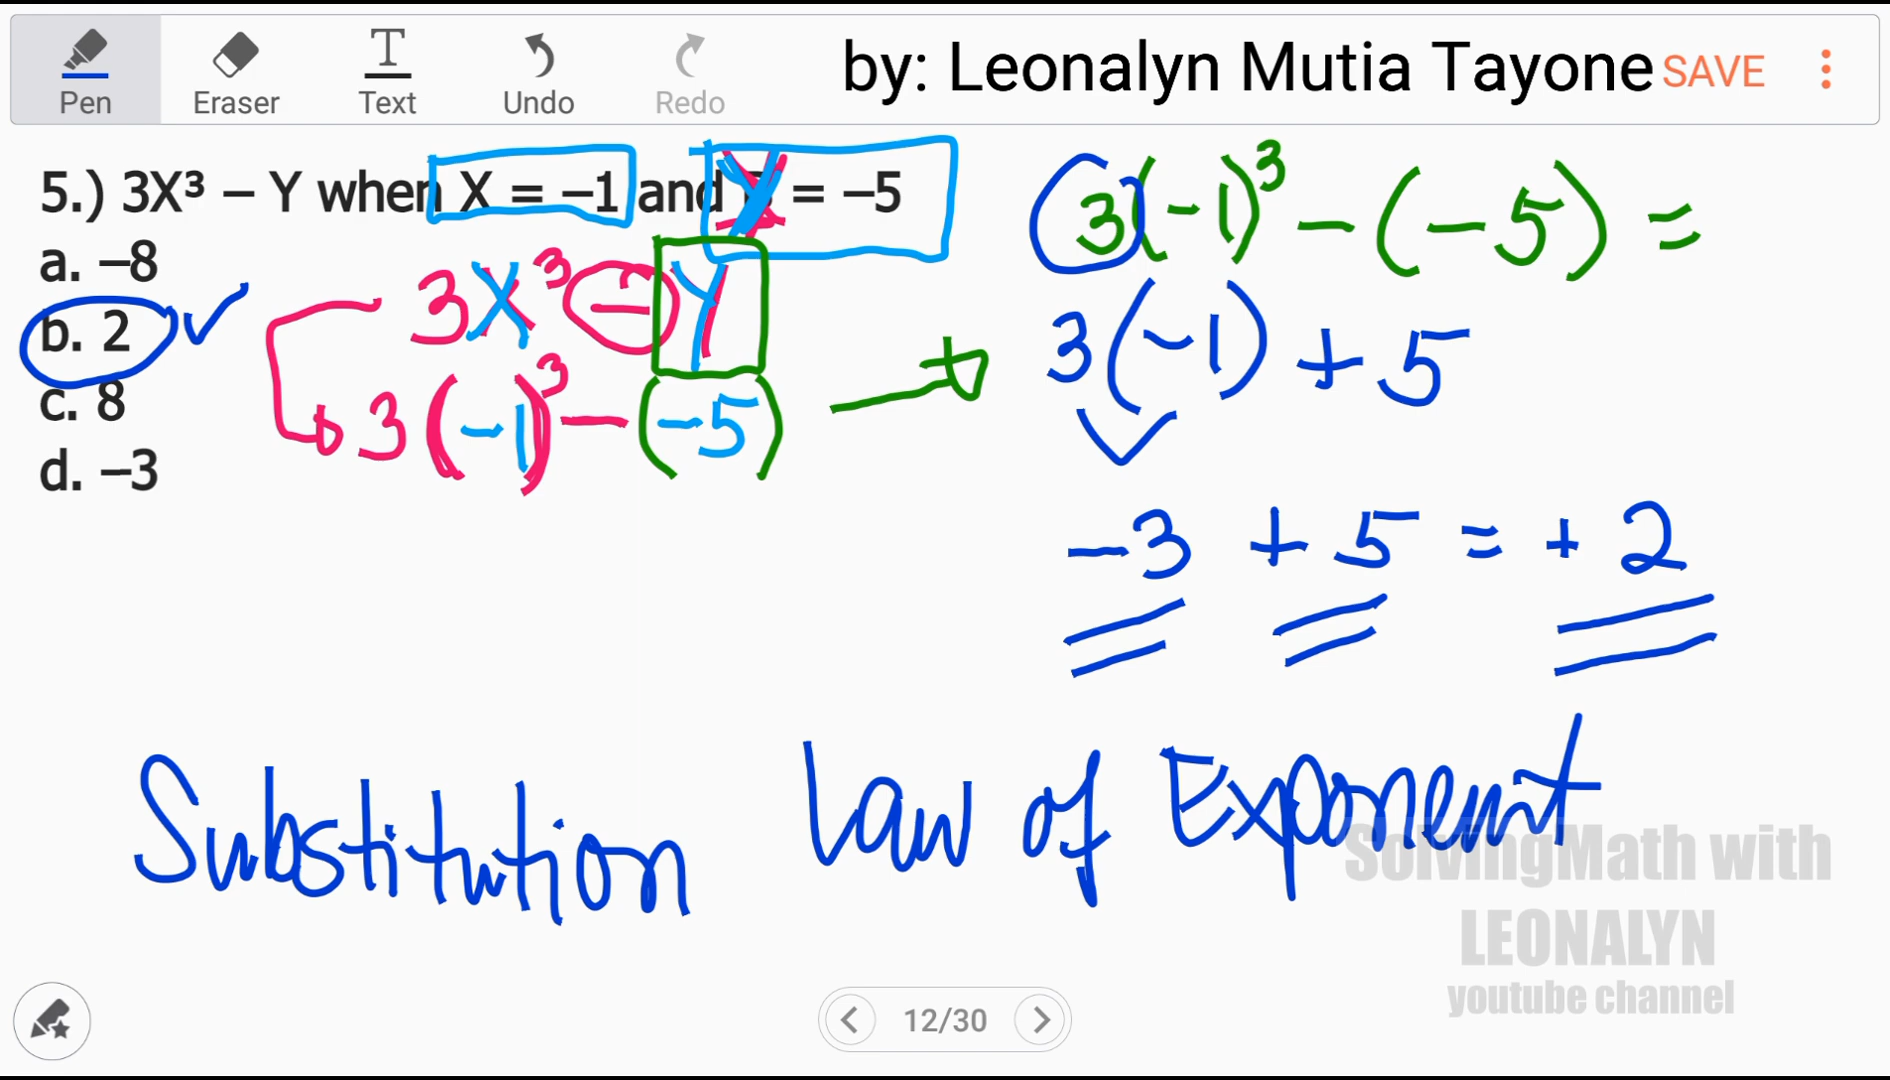 Pen Eraser Text Undo Redo by: Leonalyn Mutia Tayone SAVE
5.) 3X³ – Y when X = –1 and Y = –5
a. –8
b. 2
c. 8
d. –3
3X³ – Y
3(-1)³ – (-5)
3(-1)³ – (-5) =
3(-1) + 5
-3 + 5 = + 2
Substitution
Law of Exponent
SolvingMath with
LEONALYN
youtube channel
12/30